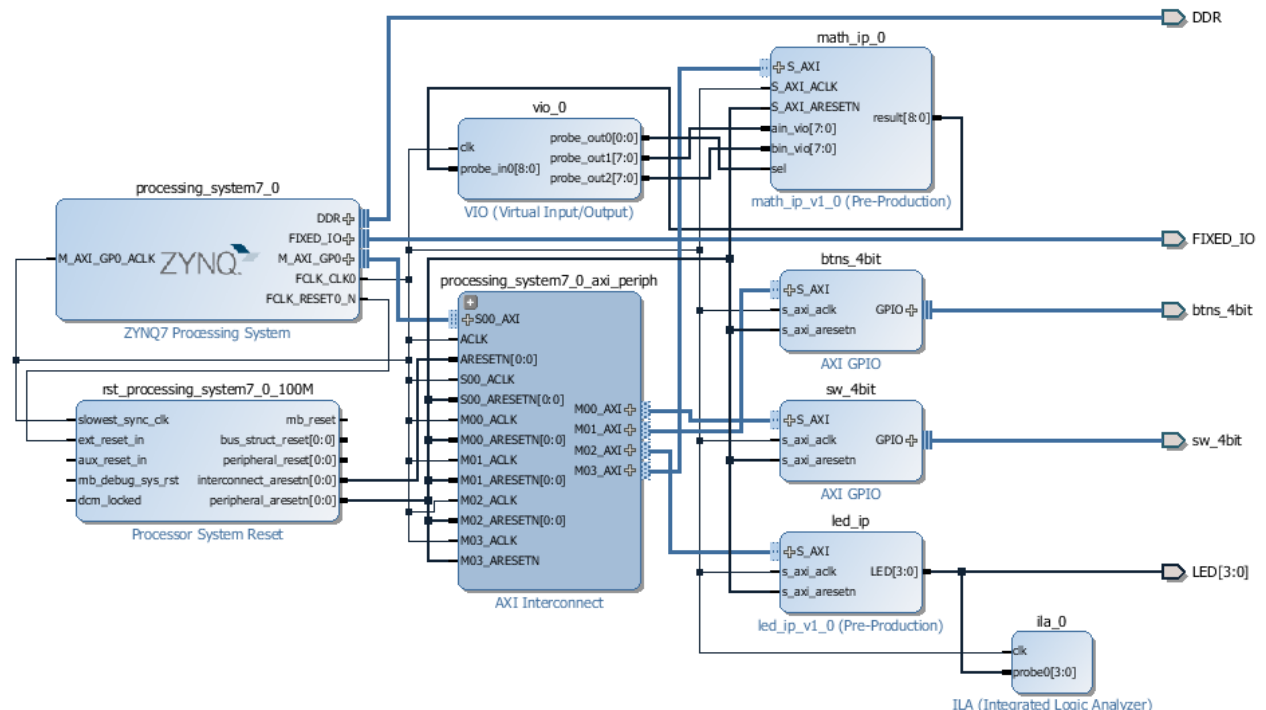 DDR
math_ip_0
S_AXI
S_AXI_ACLK
S_AXI_ARESETN
ain_vio[7:0]
bin_vio[7:0]
sel
result[8:0]
math_ip_v1_0 (Pre-Production)
vio_0
clk
probe_in0[8:0]
probe_out0[0:0]
probe_out1[7:0]
probe_out2[7:0]
VIO (Virtual Input/Output)
processing_system7_0
M_AXI_GP0_ACLK
ZYNQ
DDR
FIXED_IO
M_AXI_GP0
FCLK_CLK0
FCLK_RESET0_N
ZYNQ7 Processing System
FIXED_IO
processing_system7_0_axi_periph
S00_AXI
ACLK
ARESETN[0:0]
S00_ACLK
S00_ARESETN[0:0]
M00_ACLK
M00_ARESETN[0:0]
M01_ACLK
M01_ARESETN[0:0]
M02_ACLK
M02_ARESETN[0:0]
M03_ACLK
M03_ARESETN
M00_AXI
M01_AXI
M02_AXI
M03_AXI
AXI Interconnect
btns_4bit
S_AXI
s_axi_aclk
s_axi_aresetn
GPIO
AXI GPIO
btns_4bit
rst_processing_system7_0_100M
slowest_sync_clk
ext_reset_in
aux_reset_in
mb_debug_sys_rst
dcm_locked
mb_reset
bus_struct_reset[0:0]
peripheral_reset[0:0]
interconnect_aresetn[0:0]
peripheral_aresetn[0:0]
Processor System Reset
sw_4bit
S_AXI
s_axi_aclk
s_axi_aresetn
GPIO
AXI GPIO
sw_4bit
led_ip
S_AXI
s_axi_aclk
s_axi_aresetn
LED[3:0]
led_ip_v1_0 (Pre-Production)
LED[3:0]
ila_0
clk
probe0[3:0]
ILA (Integrated Logic Analyzer)